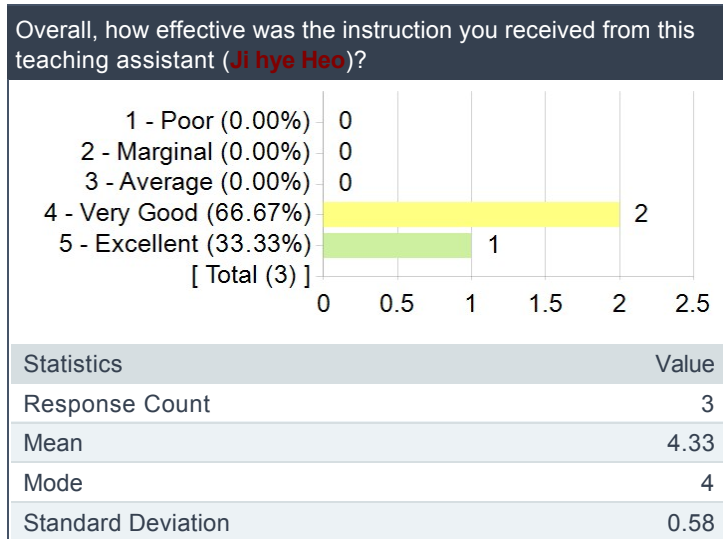 Overall, how effective was the instruction you received from this
teaching assistant (Ji hye Heo)?
1 - Poor (0.00%) 0
2 - Marginal (0.00%) 0
3 - Average (0.00%) 0
4 - Very Good (66.67%) 2
5 - Excellent (33.33%) 1
[ Total (3) ]
0 0.5 1 1.5 2 2.5
Statistics Value
Response Count 3
Mean 4.33
Mode 4
Standard Deviation 0.58